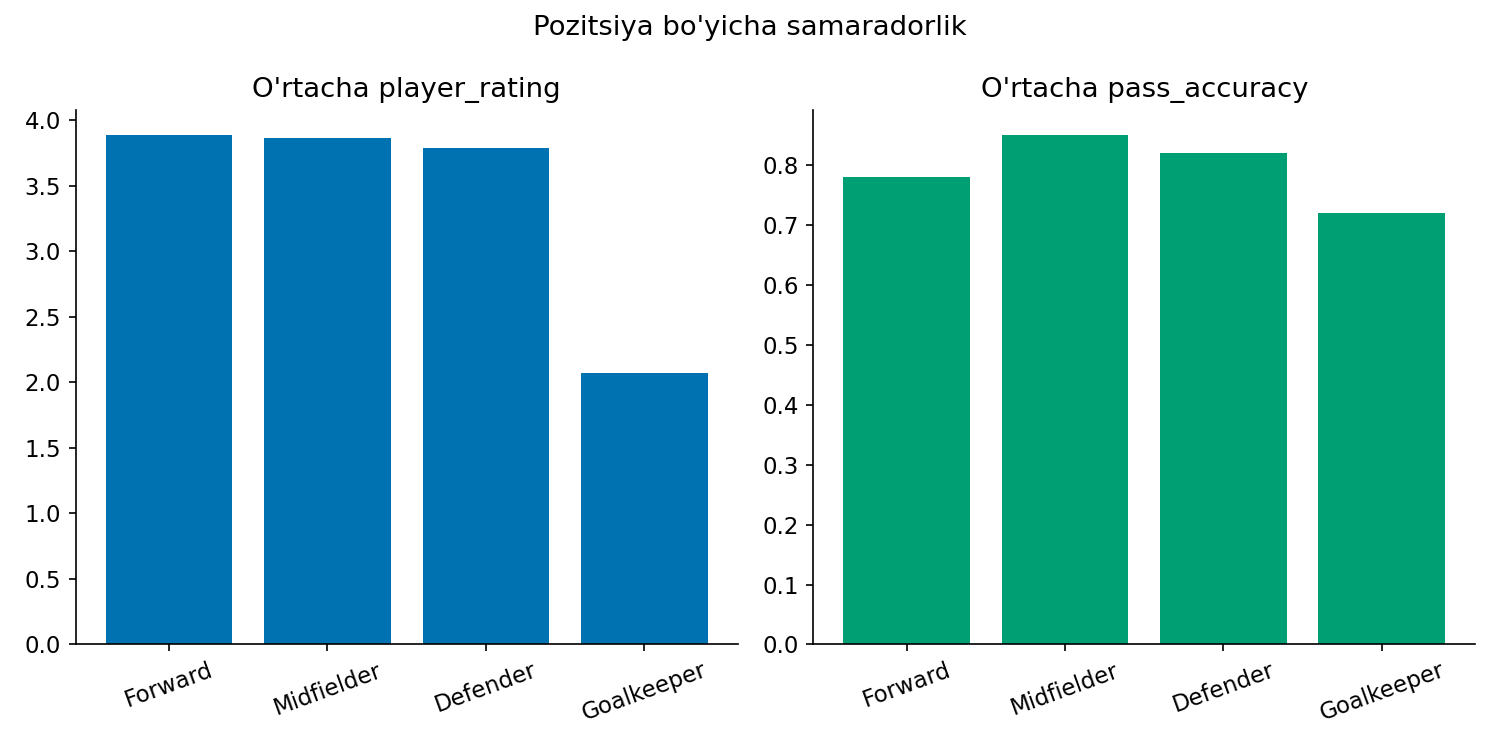 Pozitsiya bo'yicha samaradorlik
O'rtacha player_rating
4.0
3.5
3.0
2.5
2.0
1.5
1.0
0.5
0.0
Forward
Midfielder
Defender
Goalkeeper
O'rtacha pass_accuracy
0.8
0.7
0.6
0.5
0.4
0.3
0.2
0.1
0.0
Forward
Midfielder
Defender
Goalkeeper